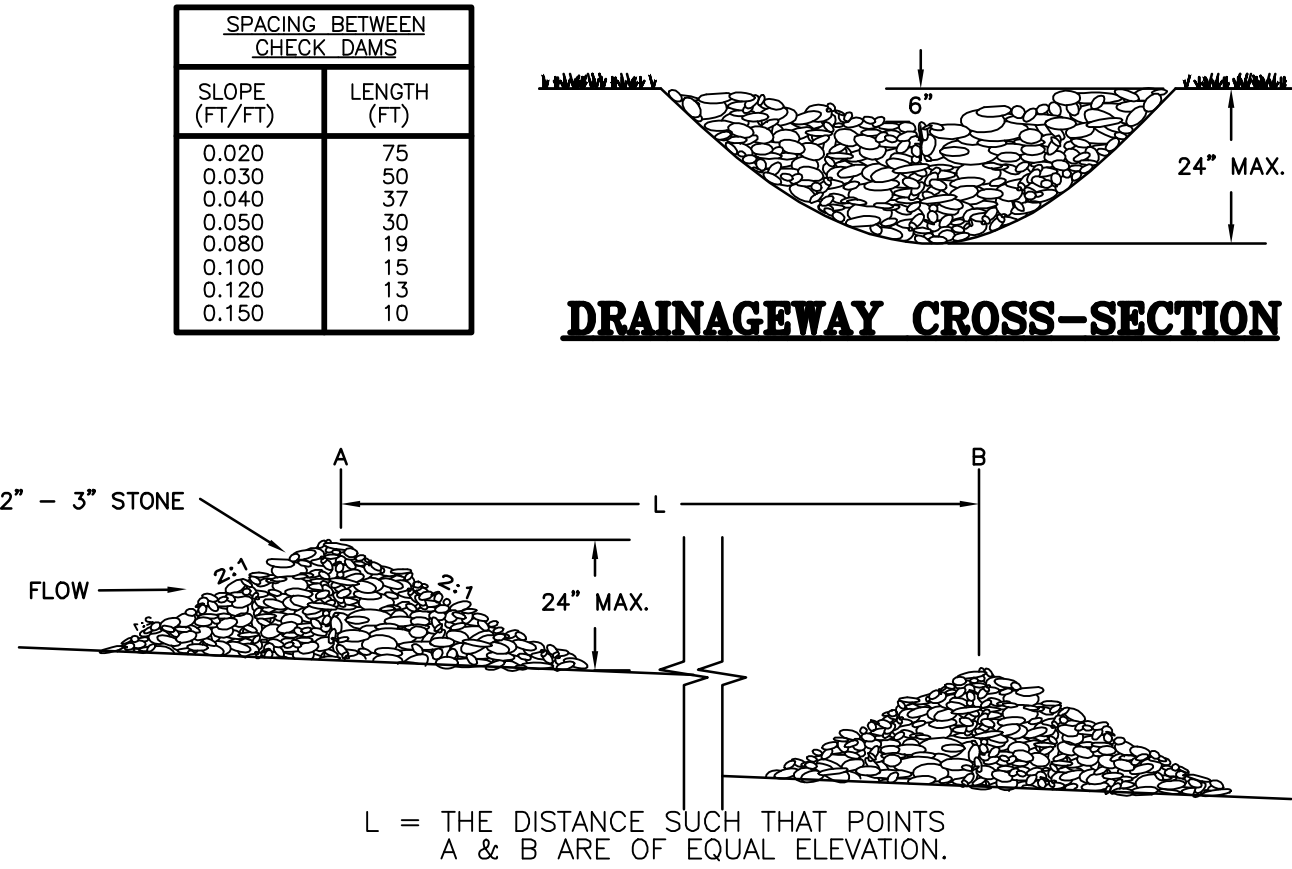 SPACING BETWEEN
CHECK DAMS
SLOPE LENGTH
(FT/FT) (FT)
0.020 75
0.030 50
0.040 37
0.050 30
0.080 19
0.100 15
0.120 13
0.150 10
6"
24" MAX.
DRAINAGEWAY CROSS-SECTION
A B
2" - 3" STONE
L
2:1 2:1
FLOW
24" MAX.
L = THE DISTANCE SUCH THAT POINTS
A & B ARE OF EQUAL ELEVATION.